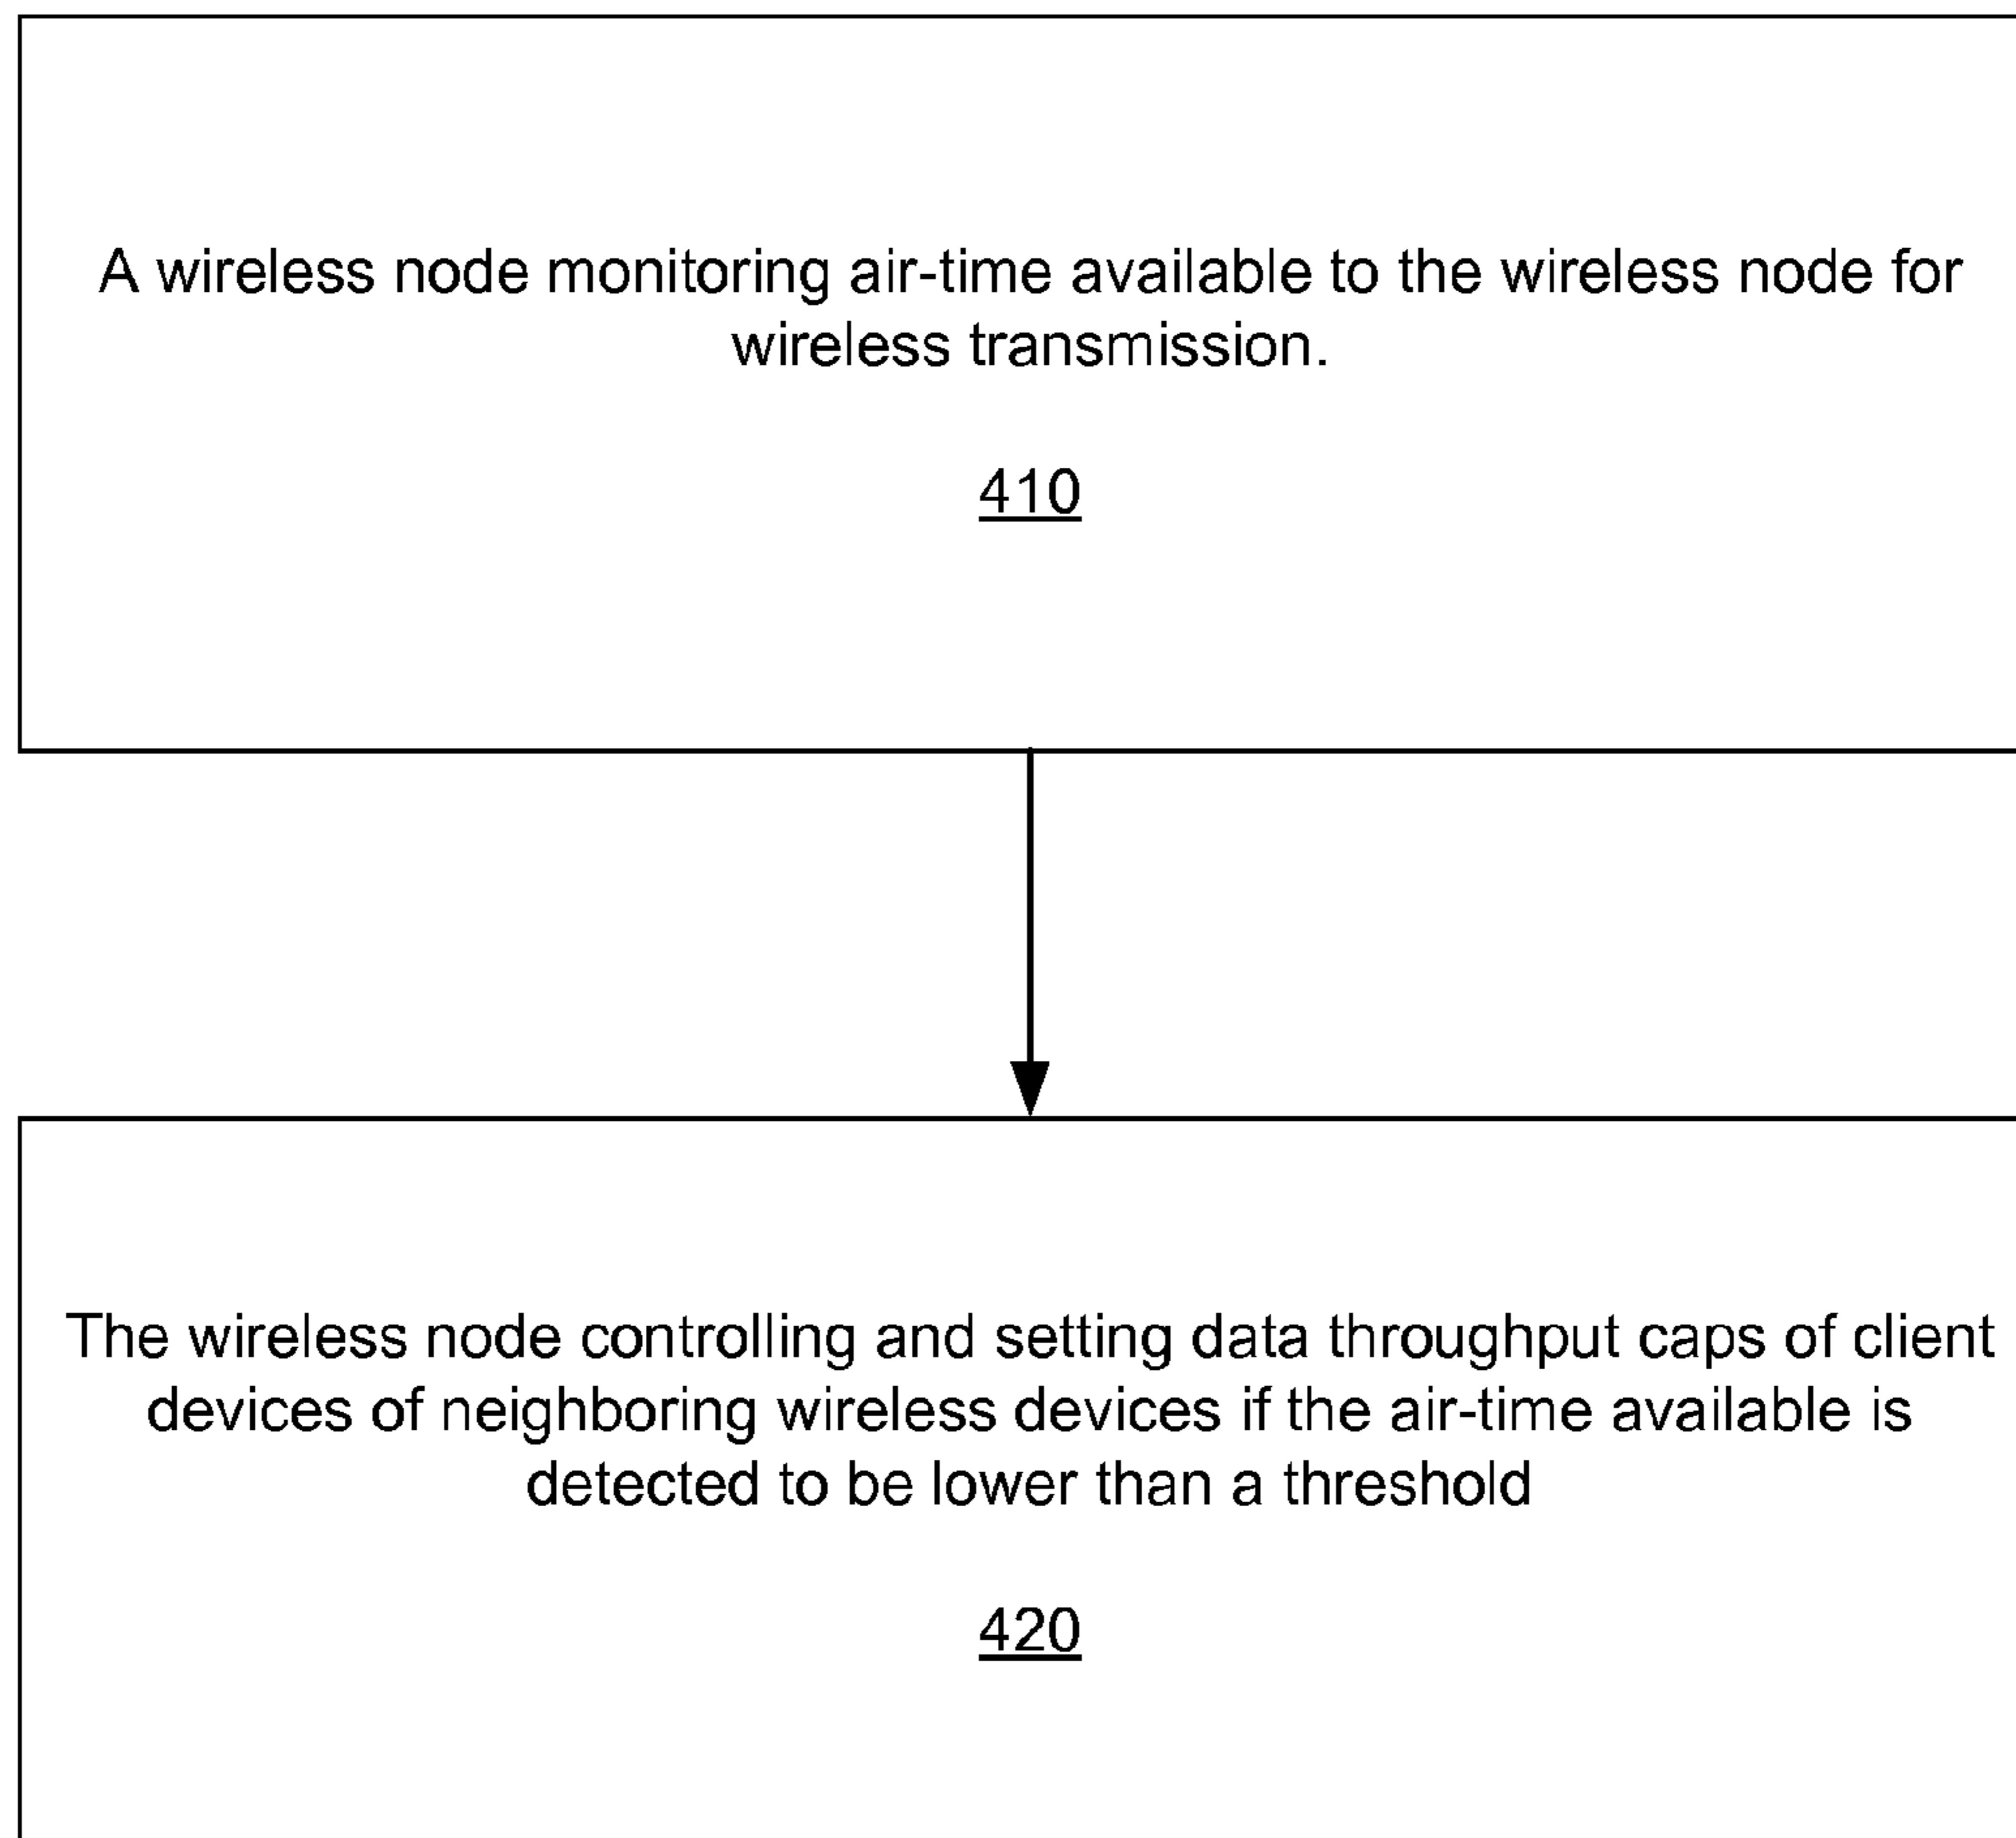 A wireless node monitoring air-time available to the wireless node for
wireless transmission.
410
The wireless node controlling and setting data throughput caps of client
devices of neighboring wireless devices if the air-time available is
detected to be lower than a threshold
420